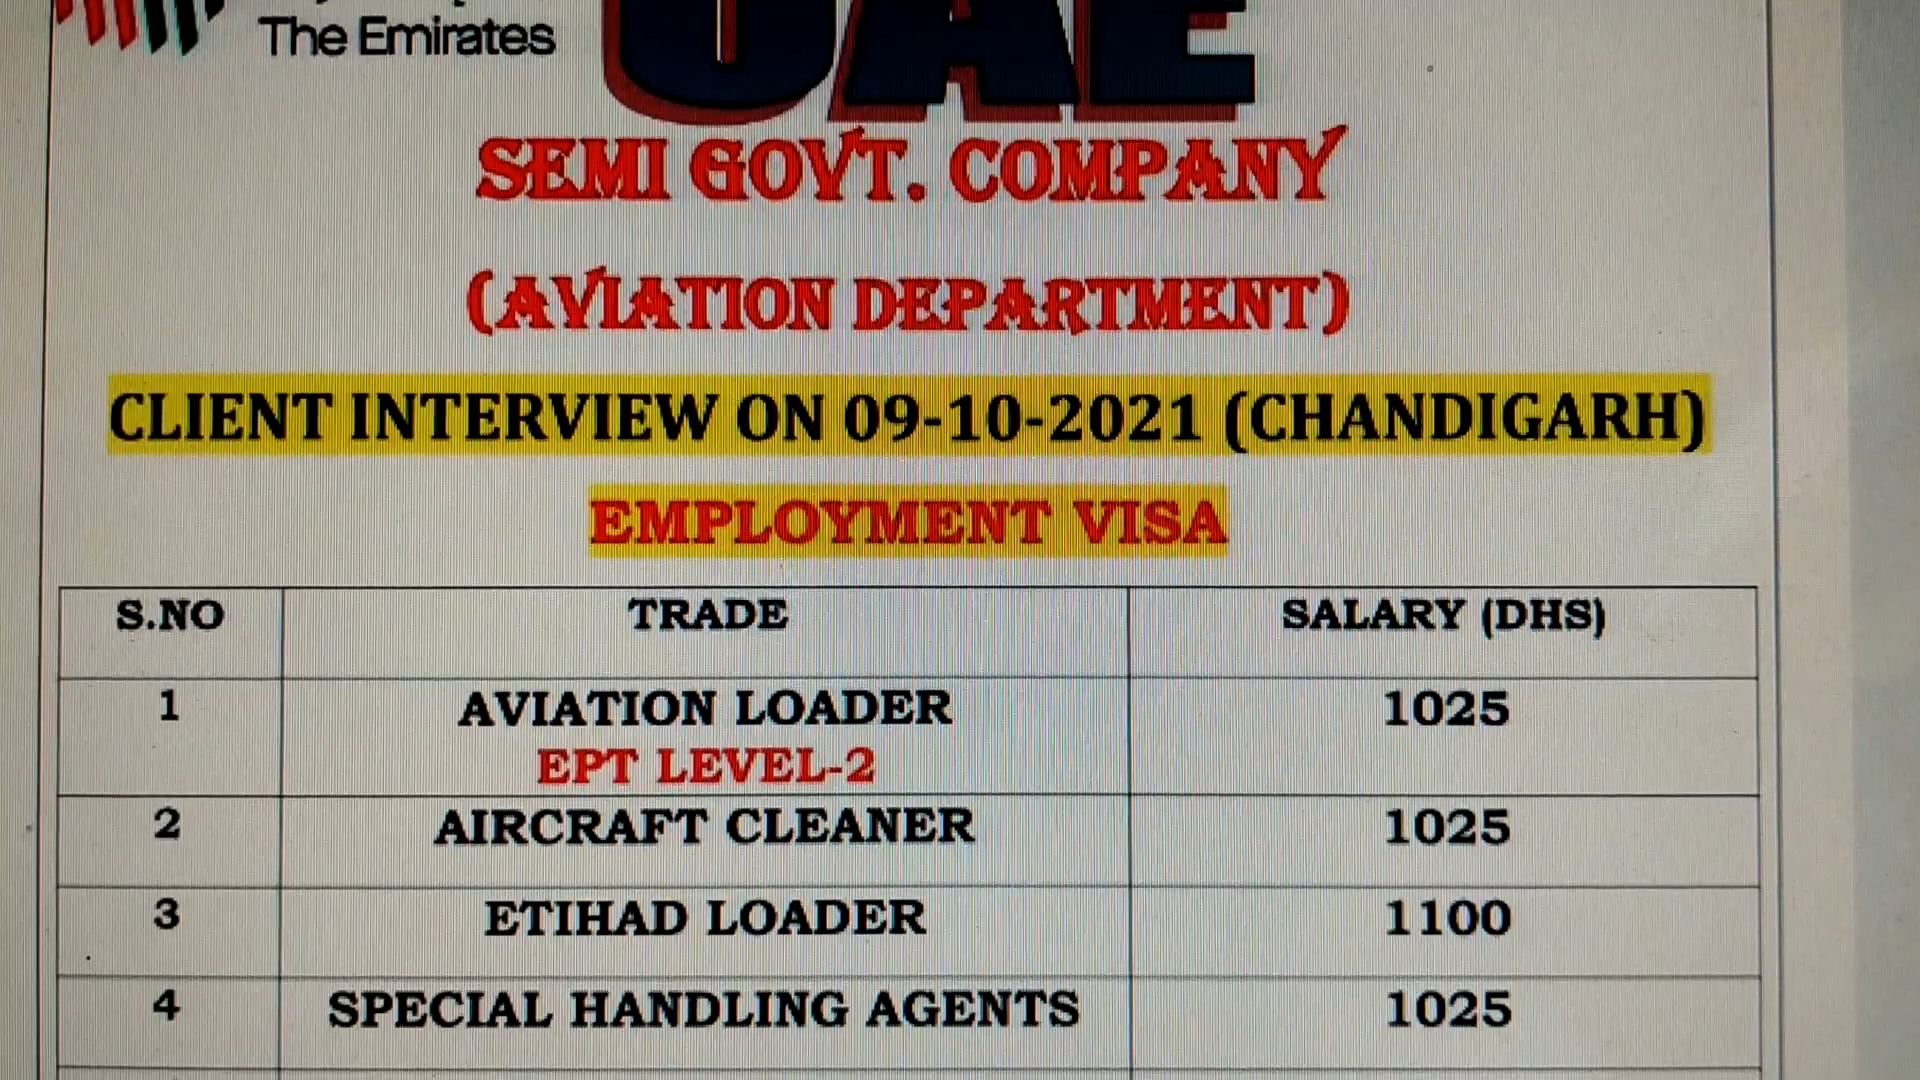 The Emirates
UAE
SEMI GOVT. COMPANY
(AVIATION DEPARTMENT)
CLIENT INTERVIEW ON 09-10-2021 (CHANDIGARH)
EMPLOYMENT VISA
S.NO TRADE SALARY (DHS)
1 AVIATION LOADER 1025
EPT LEVEL-2
2 AIRCRAFT CLEANER 1025
3 ETIHAD LOADER 1100
4 SPECIAL HANDLING AGENTS 1025